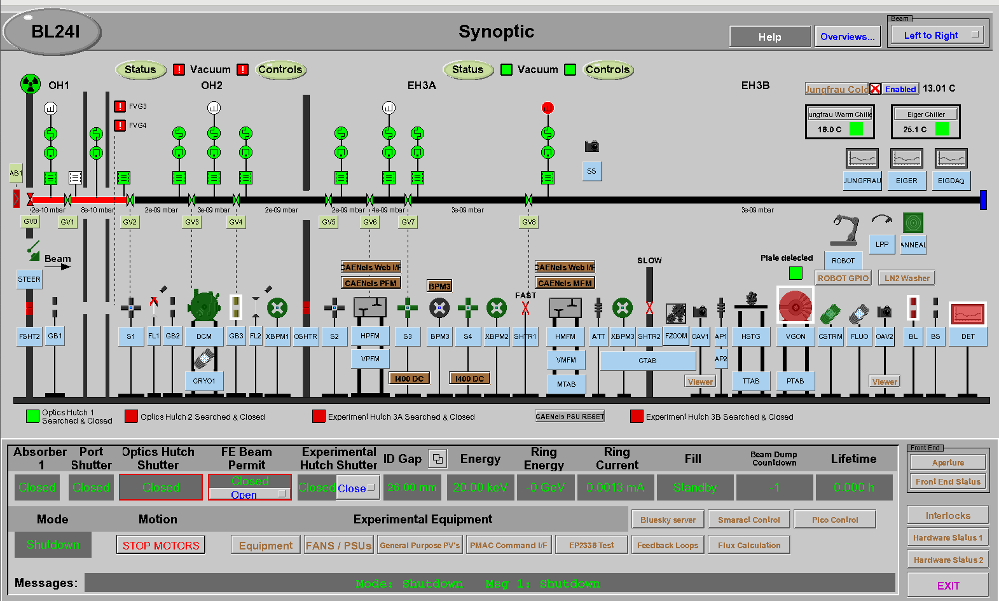 BL24I
Synoptic
Help
Overviews...
Beam
Left to Right
Status
Vacuum
Controls
Status
Vacuum
Controls
OH1
OH2
EH3A
EH3B
Jungfrau Cold
Enabled
13.01 C
FVG3
FVG4
ungfrau Warm Chille
18.0 C
Eiger Chiller
25.1 C
AB1
SS
JUNGFRAU
EIGER
EIGDAQ
2e-10 mbar
8e-10 mbar
2e-09 mbar
3e-09 mbar
2e-09 mbar
2e-09 mbar
4e-09 mbar
3e-09 mbar
3e-09 mbar
GV0
GV1
GV2
GV3
GV4
GV5
GV6
GV7
GV8
LPP
ANNEAL
Beam
Plate detected
ROBOT
SLOW
STEER
CAENels Web I/F
CAENels PFM
BPM3
CAENels Web I/F
CAENels MFM
ROBOT GPIO
LN2 Washer
FAST
FSHT2
GB1
S1
FL1
GB2
DCM
GB3
FL2
XBPM1
OSHTR
S2
HPFM
S3
BPM3
S4
XBPM2
SHTR1
HMFM
ATT
XBPM3
SHTR2
FZOOM
OAV1
AP1
HSTG
VGON
CSTRM
FLUO
OAV2
BL
BS
DET
VPFM
VMFM
CTAB
AP2
CRYO1
I400 DC
I400 DC
MTAB
Viewer
TTAB
PTAB
Viewer
Optics Hutch 1
Searched & Closed
Optics Hutch 2 Searched & Closed
Experiment Hutch 3A Searched & Closed
CAENels PSU RESET
Experiment Hutch 3B Searched & Closed
Absorber
1
Port
Shutter
Optics Hutch
Shutter
FE Beam
Permit
Experimental
Hutch Shutter
ID Gap
Energy
Ring
Energy
Ring
Current
Fill
Beam Dump
Countdown
Lifetime
Closed
Closed
Closed
Closed
Open
Closed
Close
26.00 mm
20.00 keV
-0 GeV
0.0013 mA
Standby
-1
0.000 h
Front End
Aperture
Front End Status
Mode
Motion
Experimental Equipment
Bluesky server
Smaract Control
Pico Control
Interlocks
Shutdown
STOP MOTORS
Equipment
FANS / PSUs
General Purpose PV's
PMAC Command I/F
EP2338 Test
Feedback Loops
Flux Calculation
Hardware Status 1
Hardware Status 2
Messages:
Mode: Shutdown Msg 1: Shutdown
EXIT